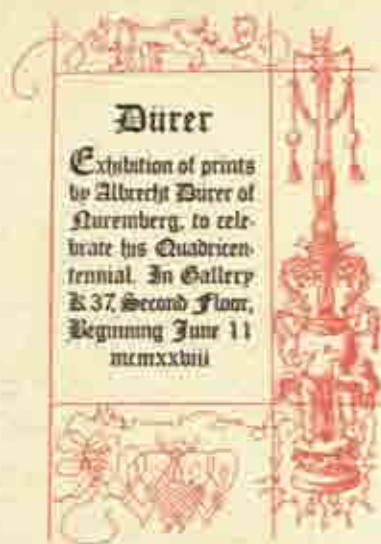 Dürer
Exhibition of prints
by Albrecht Dürer of
Nuremberg, to cele-
brate his Quadricen-
tennial. In Gallery
K 37, Second Floor,
Beginning June 11
mcmxxviii